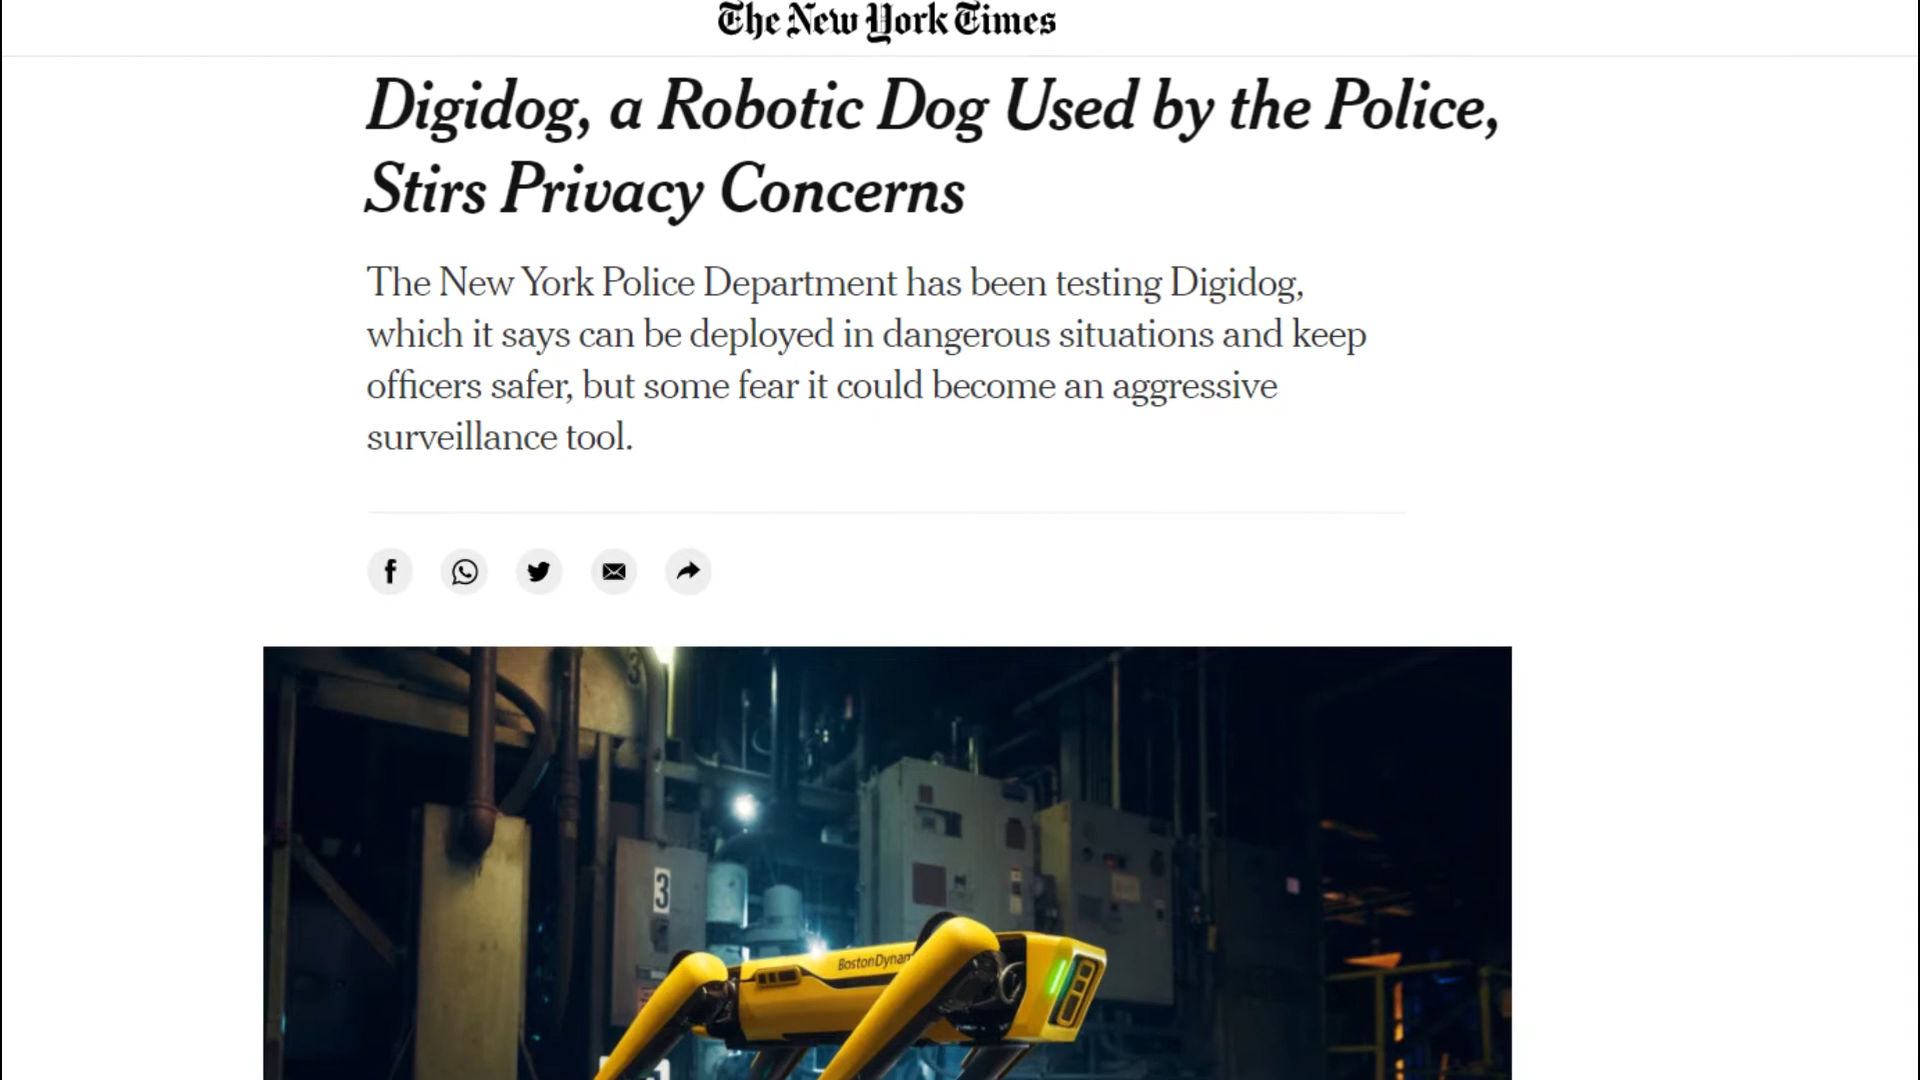 The New York Times
Digidog, a Robotic Dog Used by the Police,
Stirs Privacy Concerns
The New York Police Department has been testing Digidog,
which it says can be deployed in dangerous situations and keep
officers safer, but some fear it could become an aggressive
surveillance tool.
3
3
BostonDynam